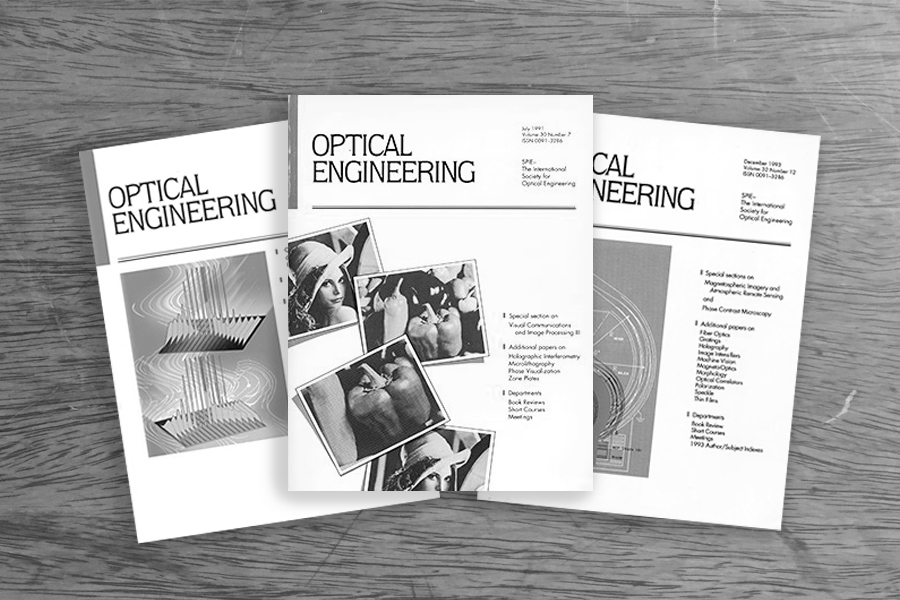 OPTICAL
ENGINEERING
OPTICAL
ENGINEERING
July 1991
Volume 30 Number 7
ISSN 0091-3286
SPIE–
The International
Society for
Optical Engineering
Special section on
Visual Communications
and Image Processing III
Additional papers on
Holographic Interferometry
Microlithography
Phase Visualization
Zone Plates
Departments
Book Reviews
Short Courses
Meetings
CAL
NEERING
December 1993
Volume 32 Number 12
ISSN 0091-3286
SPIE–
The International
Society for
Optical Engineering
Special sections on
Magnetospheric Imagery and
Atmospheric Remote Sensing
and
Phase Contrast Microscopy
Additional papers on
Fiber Optics
Gratings
Holography
Image Intensifiers
Machine Vision
Magneto-Optics
Morphology
Optical Correlators
Polarization
Speckle
Thin Films
Departments
Book Review
Short Courses
Meetings
1993 Author/Subject Indexes